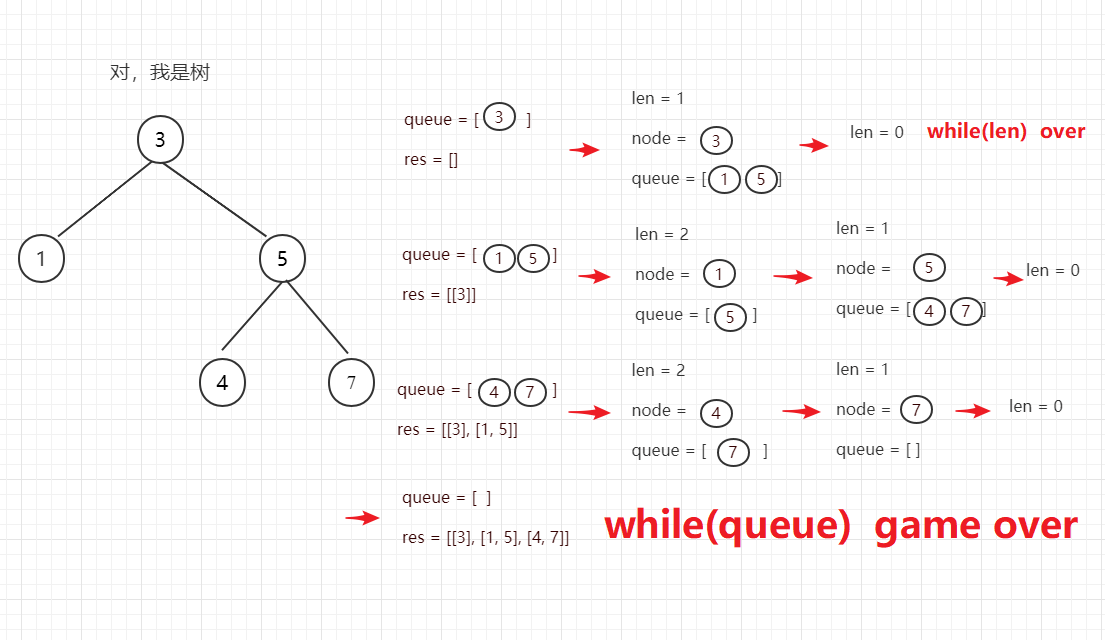 对，我是树
3
1
5
4
7
queue = [ 3 ]
res = []
len = 1
node = 3
queue = [ 1 5 ]
len = 0 while(len) over
queue = [ 1 5 ]
res = [[3]]
len = 2
node = 1
queue = [ 5 ]
len = 1
node = 5
queue = [ 4 7 ]
len = 0
queue = [ 4 7 ]
res = [[3], [1, 5]]
len = 2
node = 4
queue = [ 7 ]
len = 1
node = 7
queue = [ ]
len = 0
queue = [ ]
res = [[3], [1, 5], [4, 7]]
while(queue) game over